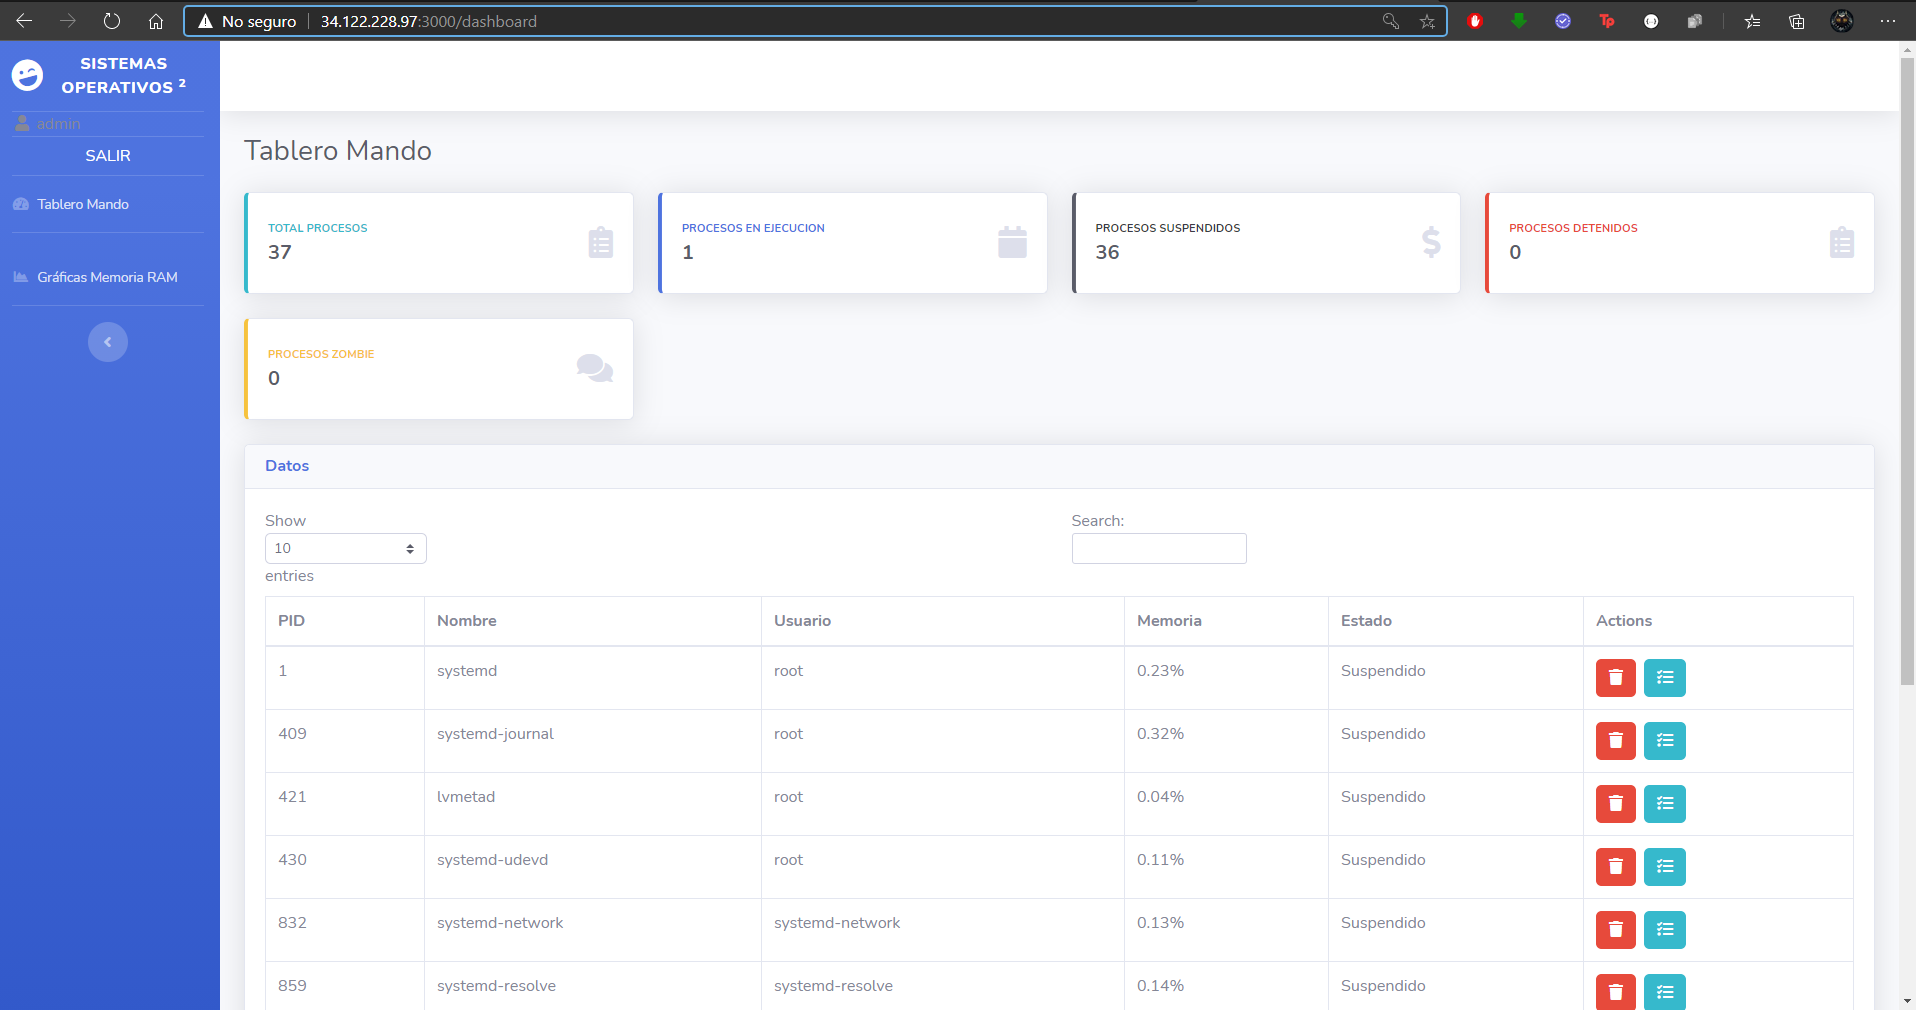 No seguro
34.122.228.97:3000/dashboard
SISTEMAS
OPERATIVOS 2
admin
SALIR
Tablero Mando
Gráficas Memoria RAM
Tablero Mando
TOTAL PROCESOS
37
PROCESOS EN EJECUCION
1
PROCESOS SUSPENDIDOS
36
PROCESOS DETENIDOS
0
PROCESOS ZOMBIE
0
Datos
Show
10
entries
Search:
PID Nombre Usuario Memoria Estado Actions
1 systemd root 0.23% Suspendido
409 systemd-journal root 0.32% Suspendido
421 lvmetad root 0.04% Suspendido
430 systemd-udevd root 0.11% Suspendido
832 systemd-network systemd-network 0.13% Suspendido
859 systemd-resolve systemd-resolve 0.14% Suspendido